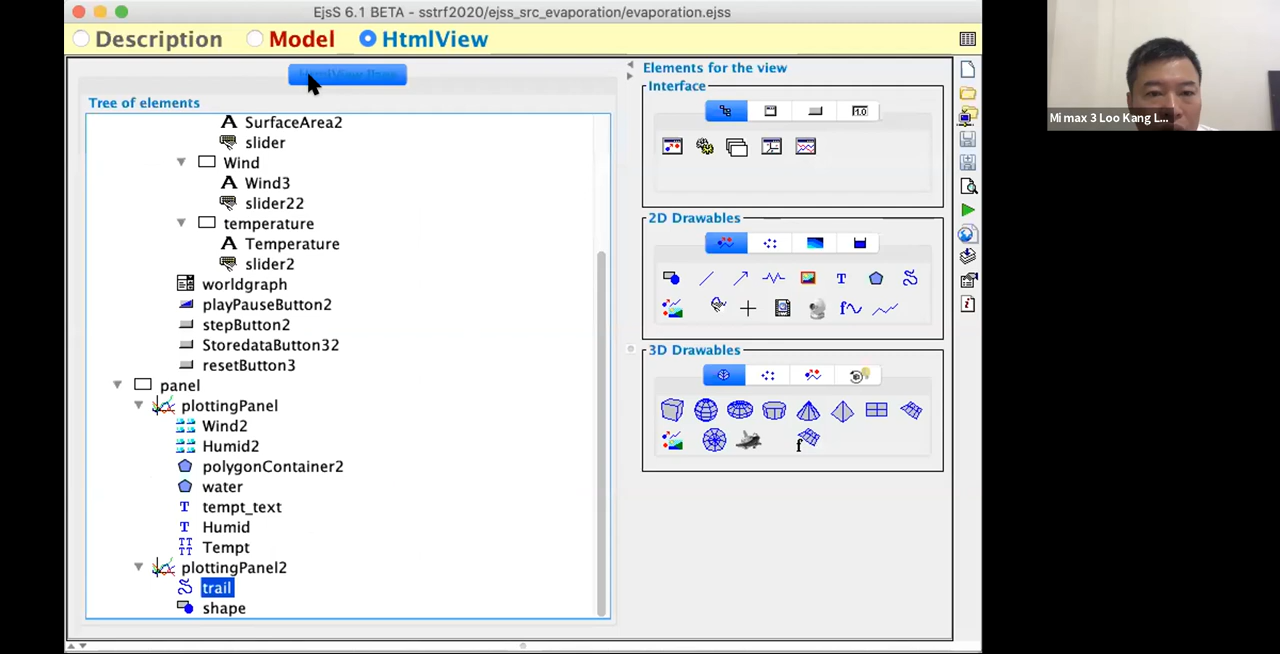 EjsS 6.1 BETA - sstrf2020/ejss_src_evaporation/evaporation.ejss
Description Model HtmlView
Tree of elements
SurfaceArea2
slider
Wind
Wind3
slider22
temperature
Temperature
slider2
worldgraph
playPauseButton2
stepButton2
StoredataButton32
resetButton3
panel
plottingPanel
Wind2
Humid2
polygonContainer2
water
tempt_text
Humid
Tempt
plottingPanel2
trail
shape
Elements for the view
Interface
2D Drawables
3D Drawables
Mi max 3 Loo Kang L...